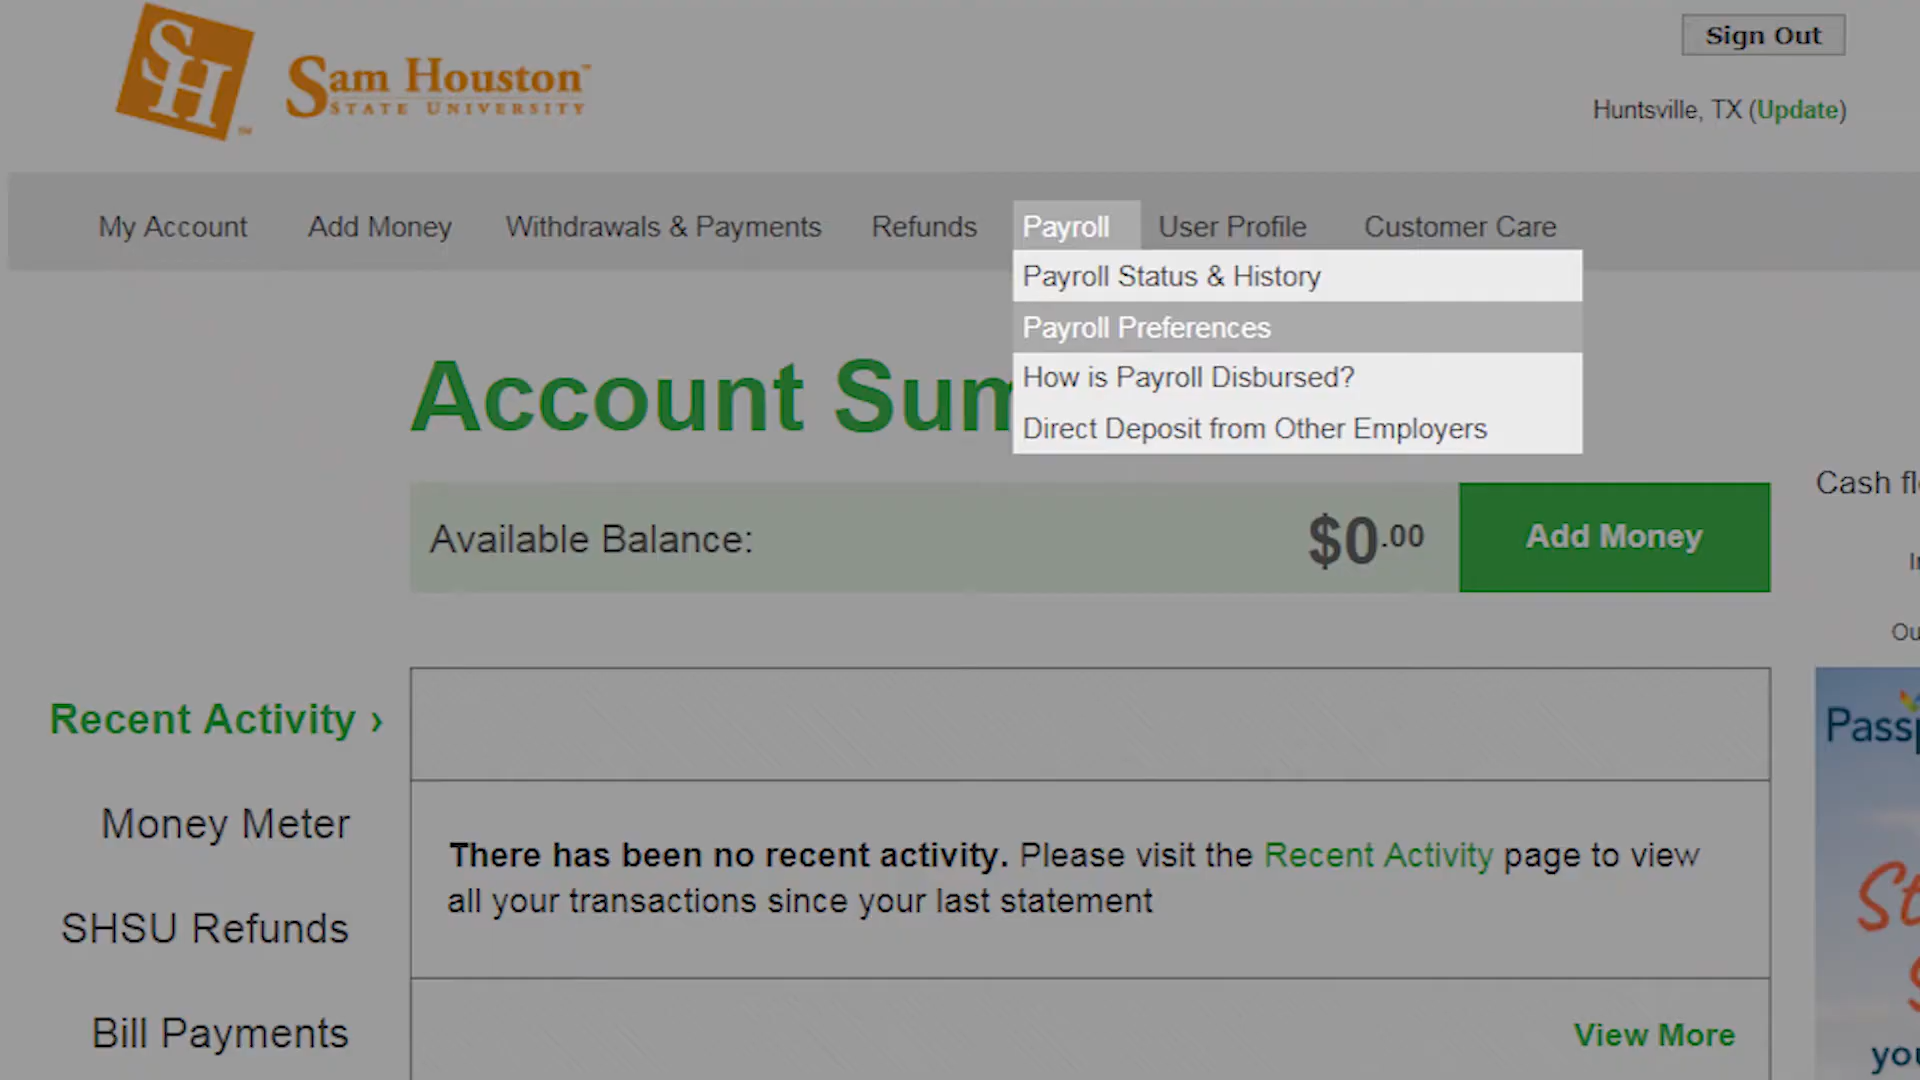 SH
Sam Houston
STATE UNIVERSITY
Sign Out
Huntsville, TX (Update)
My Account Add Money Withdrawals & Payments Refunds Payroll User Profile Customer Care
Payroll Status & History
Payroll Preferences
How is Payroll Disbursed?
Direct Deposit from Other Employers
Account Sum
Available Balance: $0.00 Add Money
Cash
Recent Activity ›
Money Meter
SHSU Refunds
Bill Payments
There has been no recent activity. Please visit the Recent Activity page to view
all your transactions since your last statement
View More